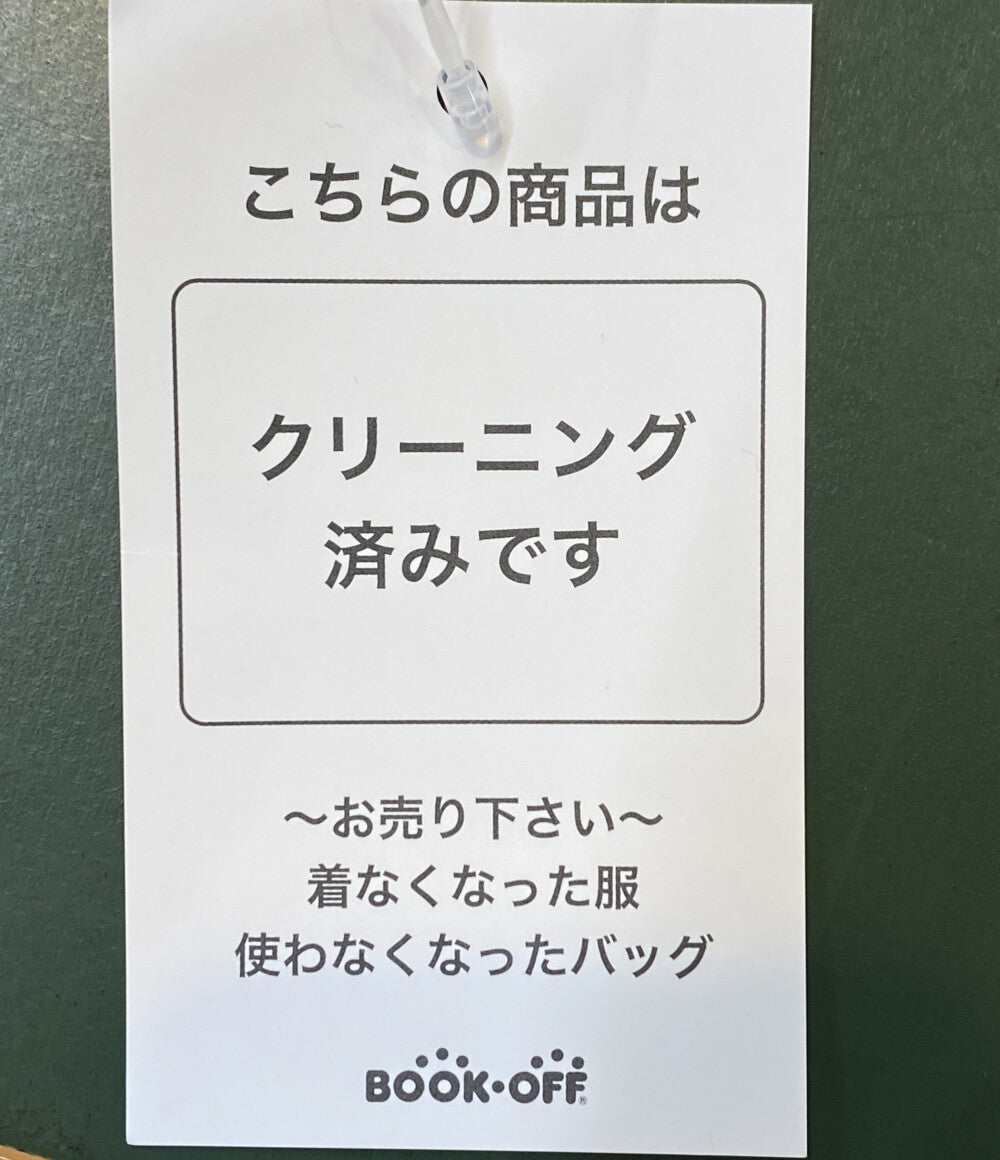 こちらの商品は
クリーニング
済みです
～お売り下さい～
着なくなった服
使わなくなったバッグ
BOOK・OFF®